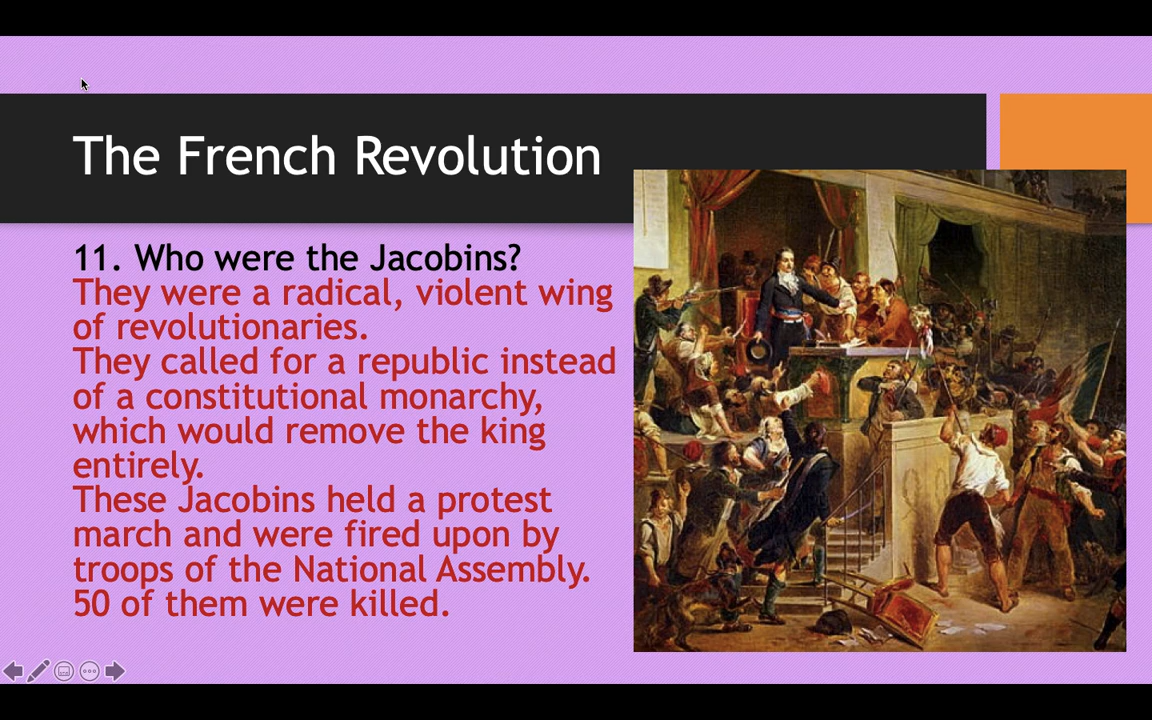 The French Revolution
11. Who were the Jacobins?
They were a radical, violent wing
of revolutionaries.
They called for a republic instead
of a constitutional monarchy,
which would remove the king
entirely.
These Jacobins held a protest
march and were fired upon by
troops of the National Assembly.
50 of them were killed.